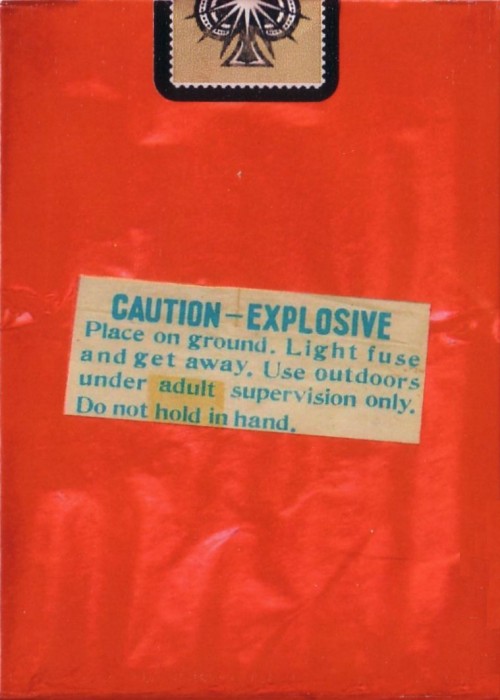 CAUTION-EXPLOSIVE
Place on ground. Light fuse
and get away. Use outdoors
under adult supervision only.
Do not hold in hand.